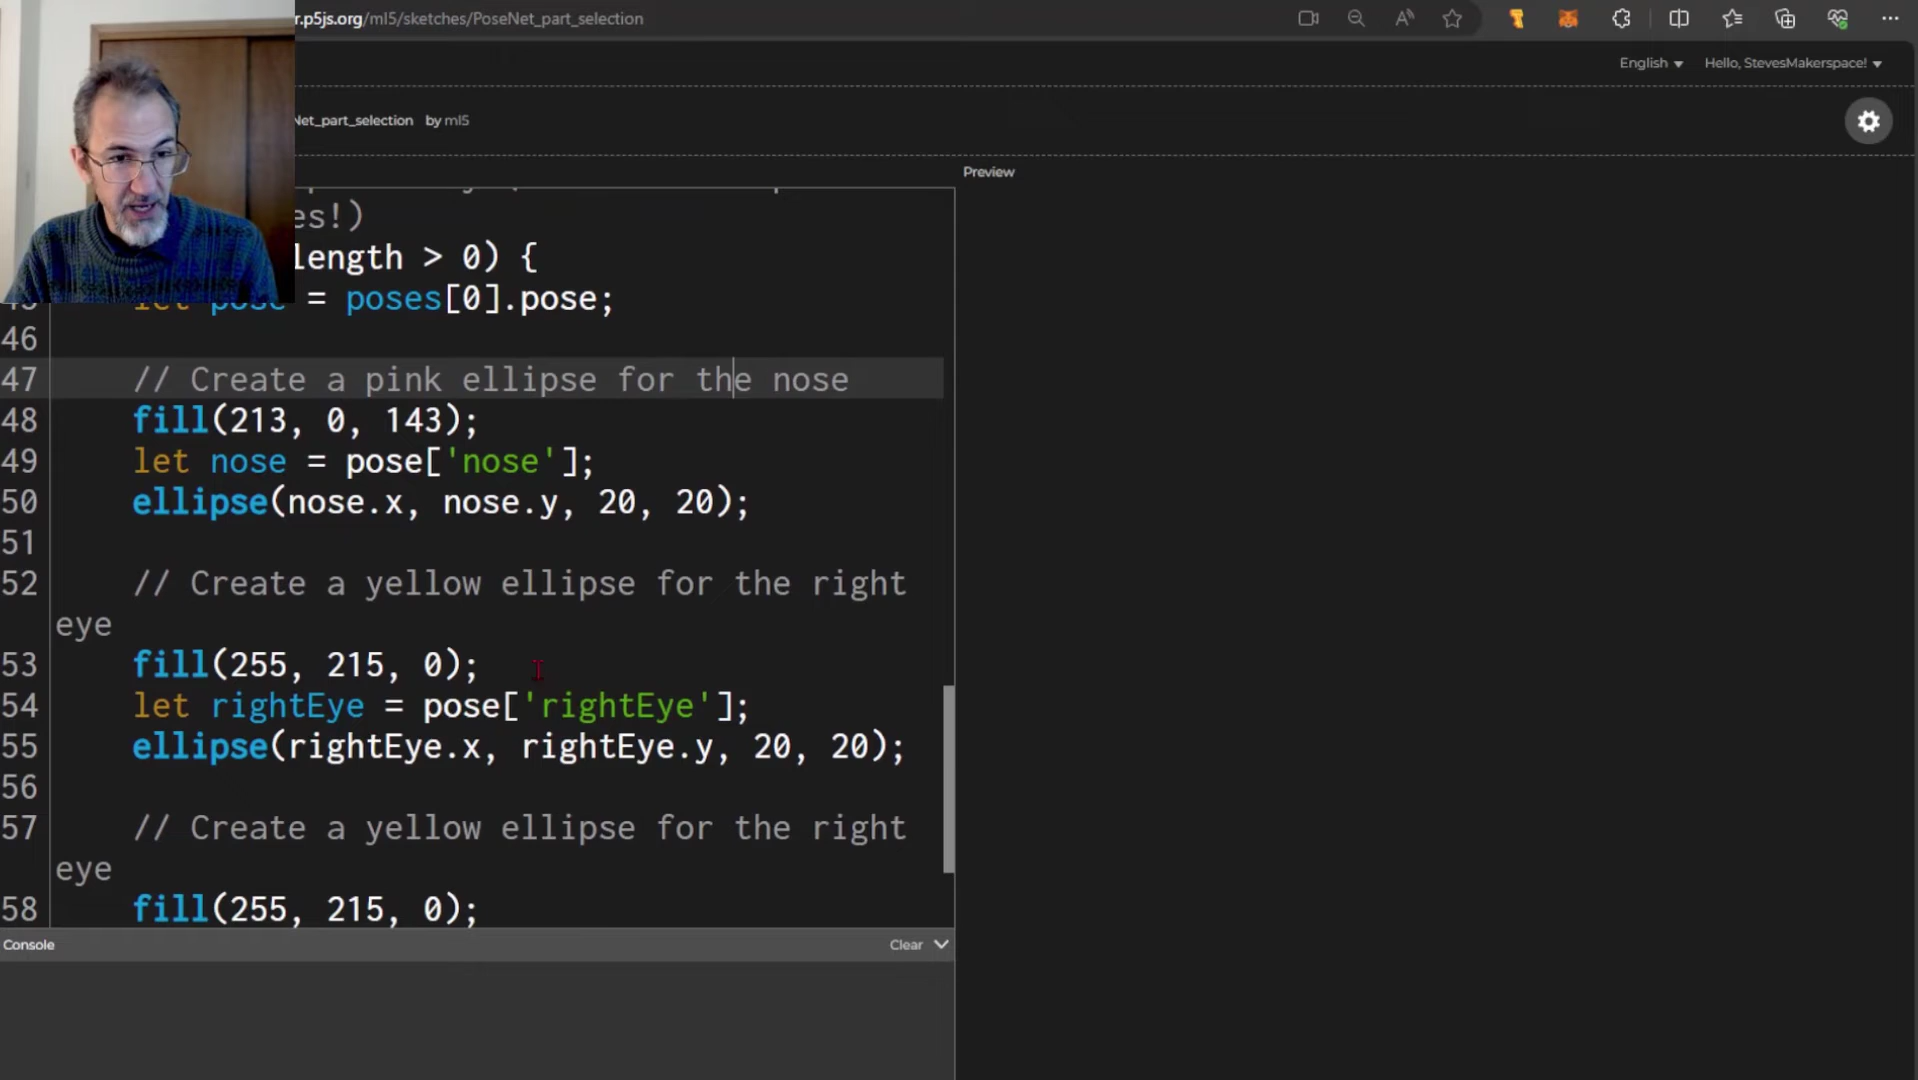 r.p5js.org/ml5/sketches/PoseNet_part_selection
English Hello, StevesMakerspace!
Net_part_selection by ml5
Preview
es!)
length > 0) {
let pose = poses[0].pose;
46
47 // Create a pink ellipse for the nose
48 fill(213, 0, 143);
49 let nose = pose['nose'];
50 ellipse(nose.x, nose.y, 20, 20);
51
52 // Create a yellow ellipse for the right
eye
53 fill(255, 215, 0);
54 let rightEye = pose['rightEye'];
55 ellipse(rightEye.x, rightEye.y, 20, 20);
56
57 // Create a yellow ellipse for the right
eye
58 fill(255, 215, 0);
Console Clear